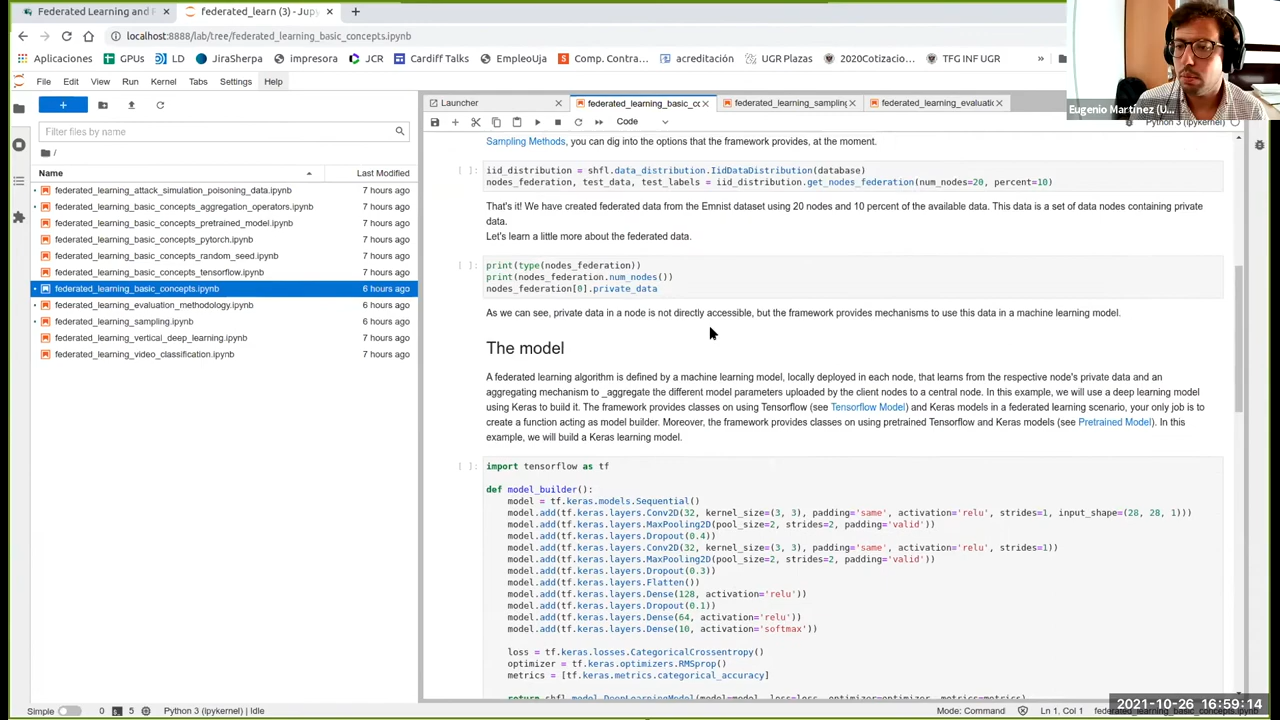 Federated Learning and F
federated_learn (3) - Jupyt
localhost:8888/lab/tree/federated_learning_basic_concepts.ipynb
Aplicaciones
GPUs
LD
JiraSherpa
impresora
JCR
Cardiff Talks
EmpleoUja
Comp. Contra...
acreditación
UGR Plazas
2020Cotizacio...
TFG INF UGR
»
Eugenio Martínez (U...
File Edit View Run Kernel Tabs Settings Help
Launcher
federated_learning_basic_co
federated_learning_sampling
federated_learning_evaluatic
Code
Python 3 (ipykernel)
Filter files by name
/
Name
Last Modified
federated_learning_attack_simulation_poisoning_data.ipynb 7 hours ago
federated_learning_basic_concepts_aggregation_operators.ipynb 7 hours ago
federated_learning_basic_concepts_pretrained_model.ipynb 7 hours ago
federated_learning_basic_concepts_pytorch.ipynb 7 hours ago
federated_learning_basic_concepts_random_seed.ipynb 7 hours ago
federated_learning_basic_concepts_tensorflow.ipynb 7 hours ago
federated_learning_basic_concepts.ipynb 6 hours ago
federated_learning_evaluation_methodology.ipynb 6 hours ago
federated_learning_sampling.ipynb 6 hours ago
federated_learning_vertical_deep_learning.ipynb 7 hours ago
federated_learning_video_classification.ipynb 7 hours ago
Sampling Methods, you can dig into the options that the framework provides, at the moment.
[ ]: iid_distribution = shfl.data_distribution.IidDataDistribution(database)
nodes_federation, test_data, test_labels = iid_distribution.get_nodes_federation(num_nodes=20, percent=10)
That's it! We have created federated data from the Emnist dataset using 20 nodes and 10 percent of the available data. This data is a set of data nodes containing private
data.
Let's learn a little more about the federated data.
[ ]: print(type(nodes_federation))
print(nodes_federation.num_nodes())
nodes_federation[0].private_data
As we can see, private data in a node is not directly accessible, but the framework provides mechanisms to use this data in a machine learning model.
The model
A federated learning algorithm is defined by a machine learning model, locally deployed in each node, that learns from the respective node's private data and an
aggregating mechanism to _aggregate the different model parameters uploaded by the client nodes to a central node. In this example, we will use a deep learning model
using Keras to build it. The framework provides classes on using Tensorflow (see Tensorflow Model) and Keras models in a federated learning scenario, your only job is to
create a function acting as model builder. Moreover, the framework provides classes on using pretrained Tensorflow and Keras models (see Pretrained Model). In this
example, we will build a Keras learning model.
[ ]: import tensorflow as tf
def model_builder():
model = tf.keras.models.Sequential()
model.add(tf.keras.layers.Conv2D(32, kernel_size=(3, 3), padding='same', activation='relu', strides=1, input_shape=(28, 28, 1)))
model.add(tf.keras.layers.MaxPooling2D(pool_size=2, strides=2, padding='valid'))
model.add(tf.keras.layers.Dropout(0.4))
model.add(tf.keras.layers.Conv2D(32, kernel_size=(3, 3), padding='same', activation='relu', strides=1))
model.add(tf.keras.layers.MaxPooling2D(pool_size=2, strides=2, padding='valid'))
model.add(tf.keras.layers.Dropout(0.3))
model.add(tf.keras.layers.Flatten())
model.add(tf.keras.layers.Dense(128, activation='relu'))
model.add(tf.keras.layers.Dropout(0.1))
model.add(tf.keras.layers.Dense(64, activation='relu'))
model.add(tf.keras.layers.Dense(10, activation='softmax'))
loss = tf.keras.losses.CategoricalCrossentropy()
optimizer = tf.keras.optimizers.RMSprop()
metrics = [tf.keras.metrics.categorical_accuracy]
return shfl.model.DeepLearningModel(model=model, loss=loss, optimizer=optimizer, metrics=metrics)
Simple
0
5
Python 3 (ipykernel) | Idle
Mode: Command
Ln 1, Col 1
2021-10-26 16:59:14